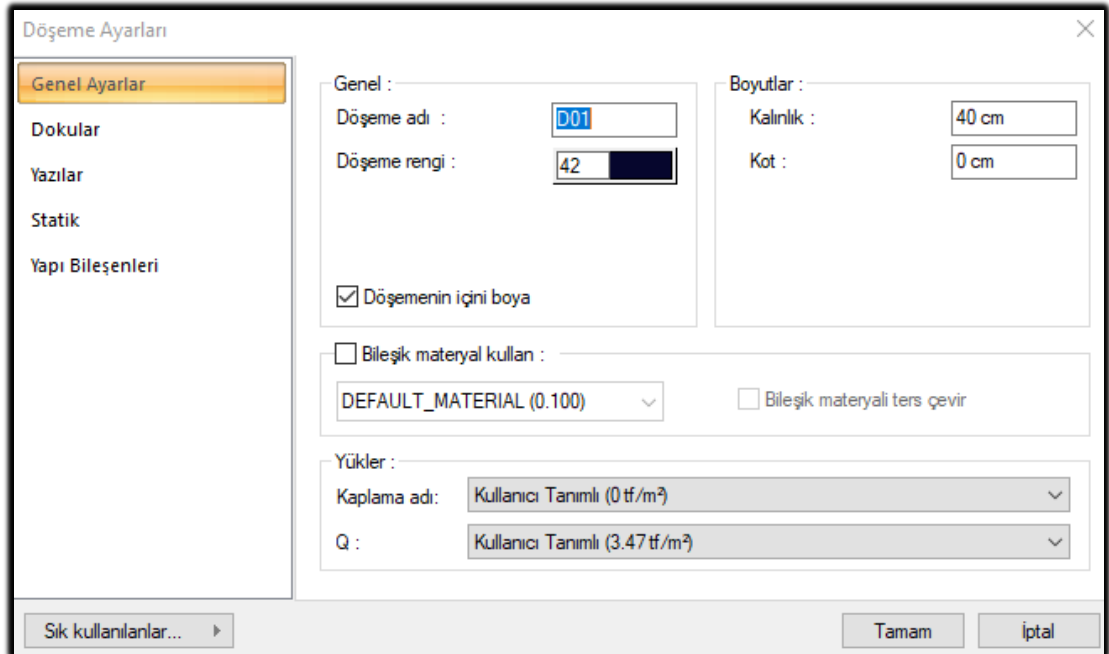 Döşeme Ayarları
Genel Ayarlar
Dokular
Yazılar
Statik
Yapı Bileşenleri
Genel :
Döşeme adı :
D01
Döşeme rengi :
42
Döşemenin içini boya
Boyutlar :
Kalınlık :
40 cm
Kot :
0 cm
Bileşik materyal kullan :
DEFAULT_MATERIAL (0.100)
Bileşik materyali ters çevir
Yükler :
Kaplama adı:
Kullanıcı Tanımlı (0 tf/m²)
Q :
Kullanıcı Tanımlı (3.47 tf/m²)
Sık kullanılanlar...
Tamam
İptal